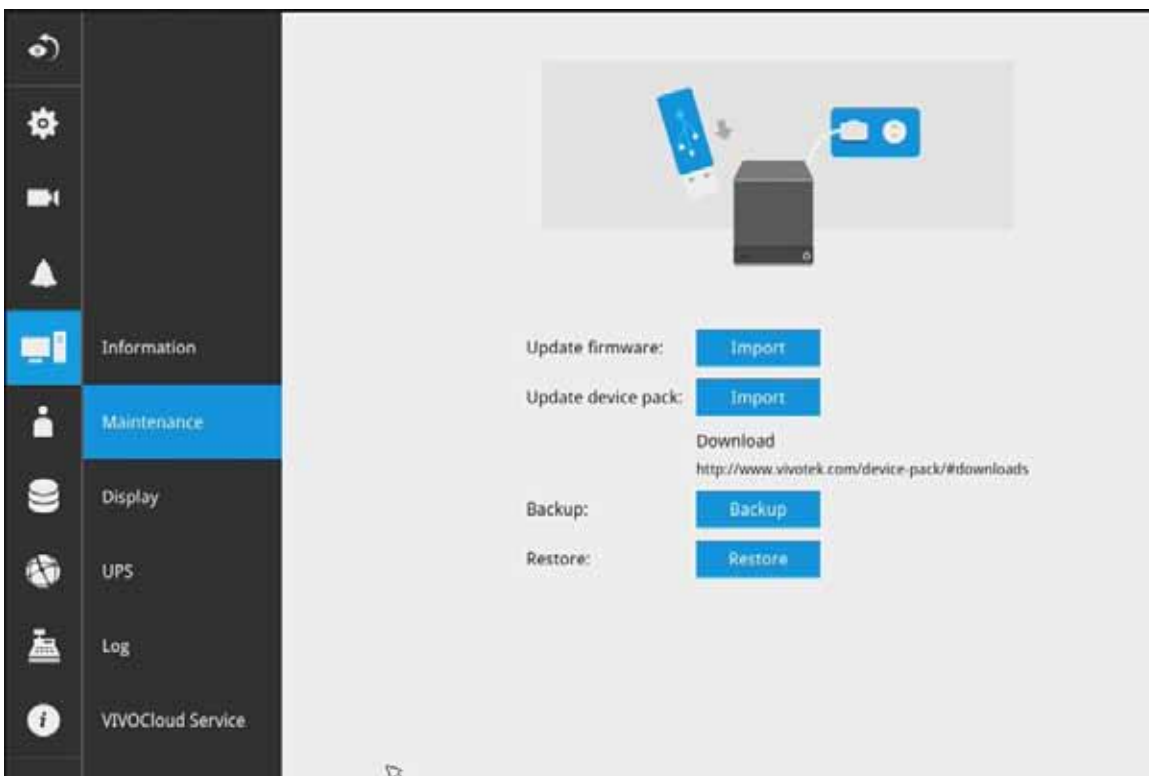 Information
Maintenance
Display
UPS
Log
VIVOCloud Service
Update firmware: Import
Update device pack: Import
Download
http://www.vivotek.com/device-pack/#downloads
Backup: Backup
Restore: Restore